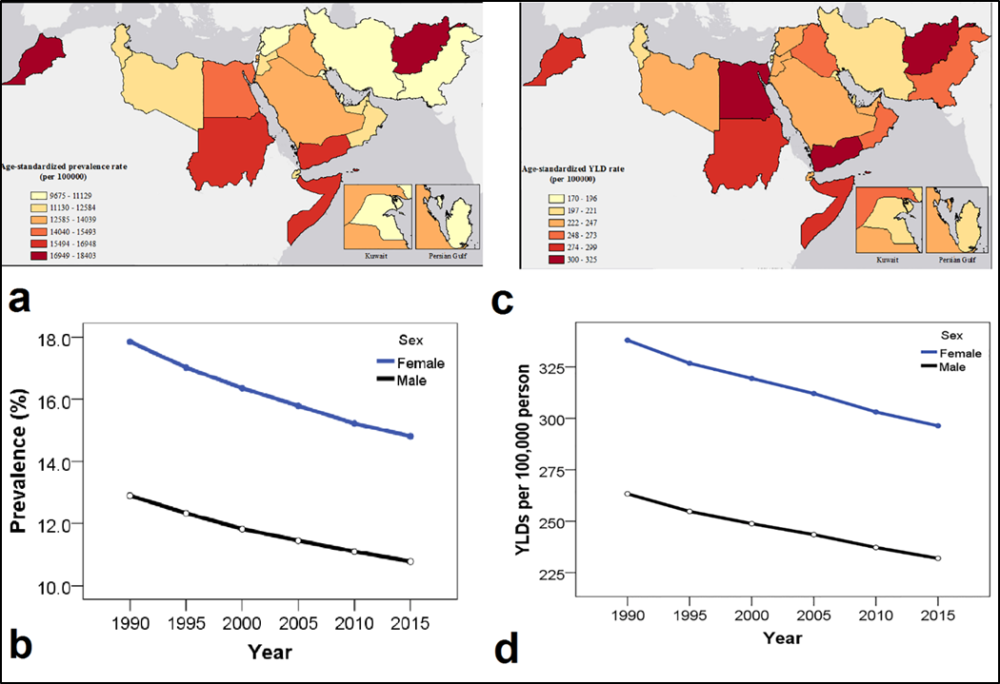 Age-standardized prevalence rate
(per 100000)
9675 - 11129
11130 - 12584
12585 - 14039
14040 - 15493
15494 - 16948
16949 - 18403
Kuwait
Persian Gulf
a
Age-standardized YLD rate
(per 100000)
170 - 196
197 - 221
222 - 247
248 - 273
274 - 299
300 - 325
Kuwait
Persian Gulf
c
Prevalence (%)
18.0
16.0
14.0
12.0
10.0
Sex
Female
Male
1990 1995 2000 2005 2010 2015
Year
b
YLDs per 100,000 person
325
300
275
250
225
Sex
Female
Male
1990 1995 2000 2005 2010 2015
Year
d